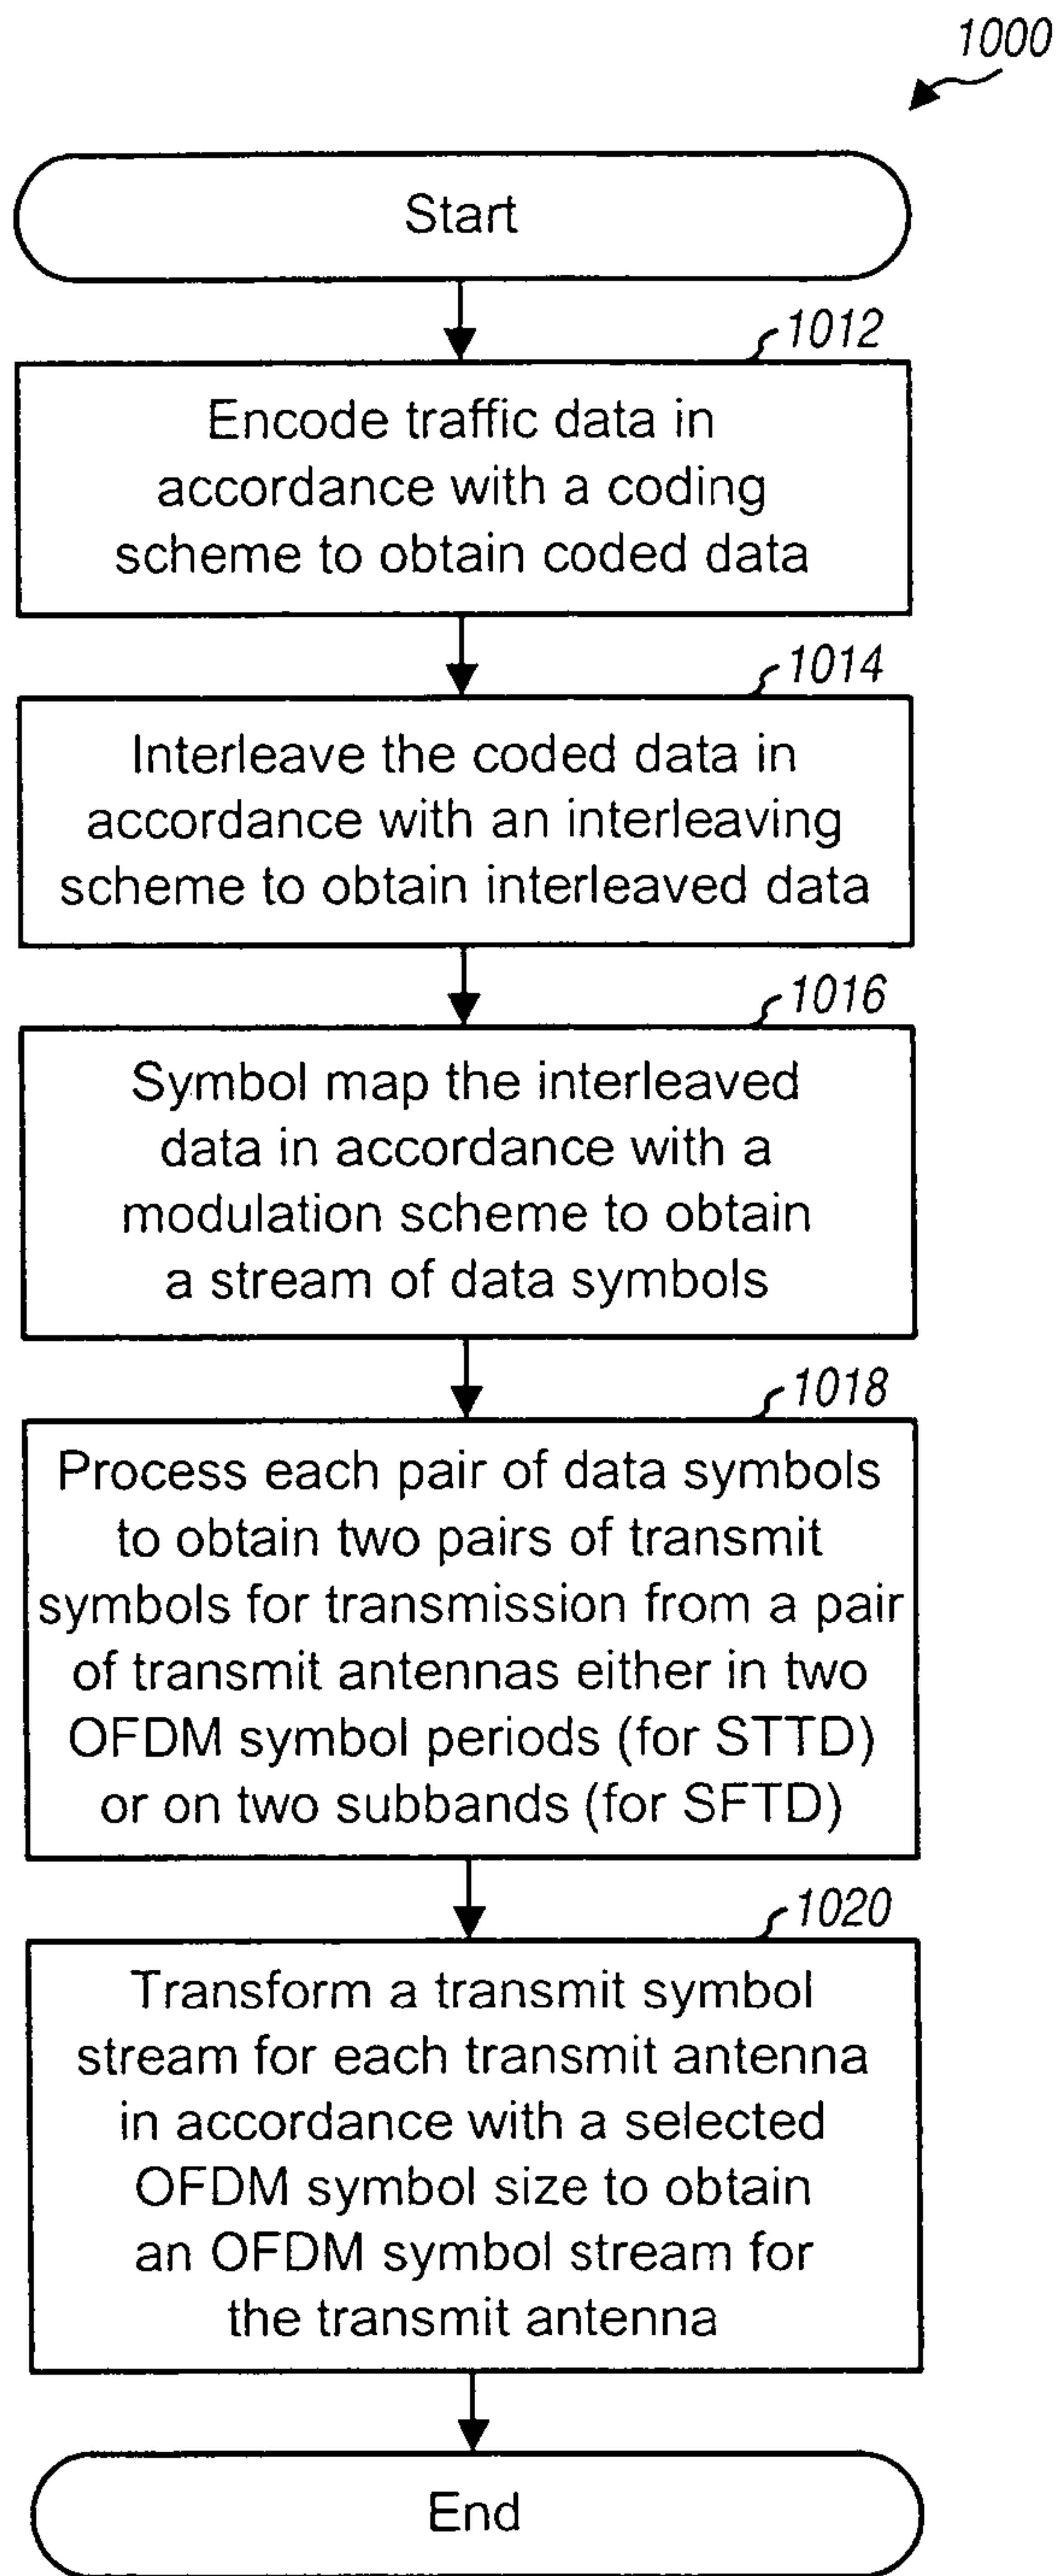 1000
Start
1012
Encode traffic data in
accordance with a coding
scheme to obtain coded data
1014
Interleave the coded data in
accordance with an interleaving
scheme to obtain interleaved data
1016
Symbol map the interleaved
data in accordance with a
modulation scheme to obtain
a stream of data symbols
1018
Process each pair of data symbols
to obtain two pairs of transmit
symbols for transmission from a pair
of transmit antennas either in two
OFDM symbol periods (for STTD)
or on two subbands (for SFTD)
1020
Transform a transmit symbol
stream for each transmit antenna
in accordance with a selected
OFDM symbol size to obtain
an OFDM symbol stream for
the transmit antenna
End